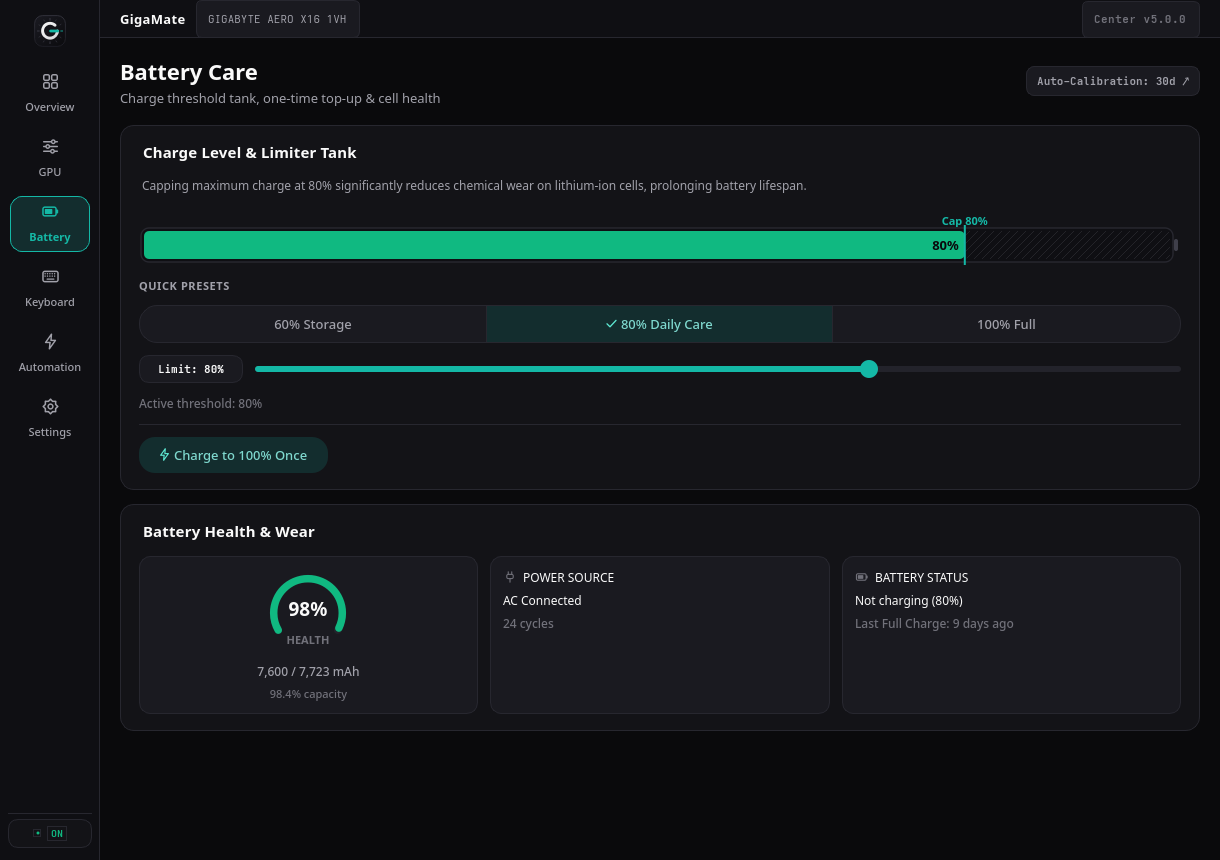 GigaMate
GIGABYTE AERO X16 1VH
Center v5.0.0
Overview
GPU
Battery
Keyboard
Automation
Settings
ON
Battery Care
Charge threshold tank, one-time top-up & cell health
Auto-Calibration: 30d ↗
Charge Level & Limiter Tank
Capping maximum charge at 80% significantly reduces chemical wear on lithium-ion cells, prolonging battery lifespan.
Cap 80%
80%
QUICK PRESETS
60% Storage
✓ 80% Daily Care
100% Full
Limit: 80%
Active threshold: 80%
Charge to 100% Once
Battery Health & Wear
98%
HEALTH
7,600 / 7,723 mAh
98.4% capacity
POWER SOURCE
AC Connected
24 cycles
BATTERY STATUS
Not charging (80%)
Last Full Charge: 9 days ago